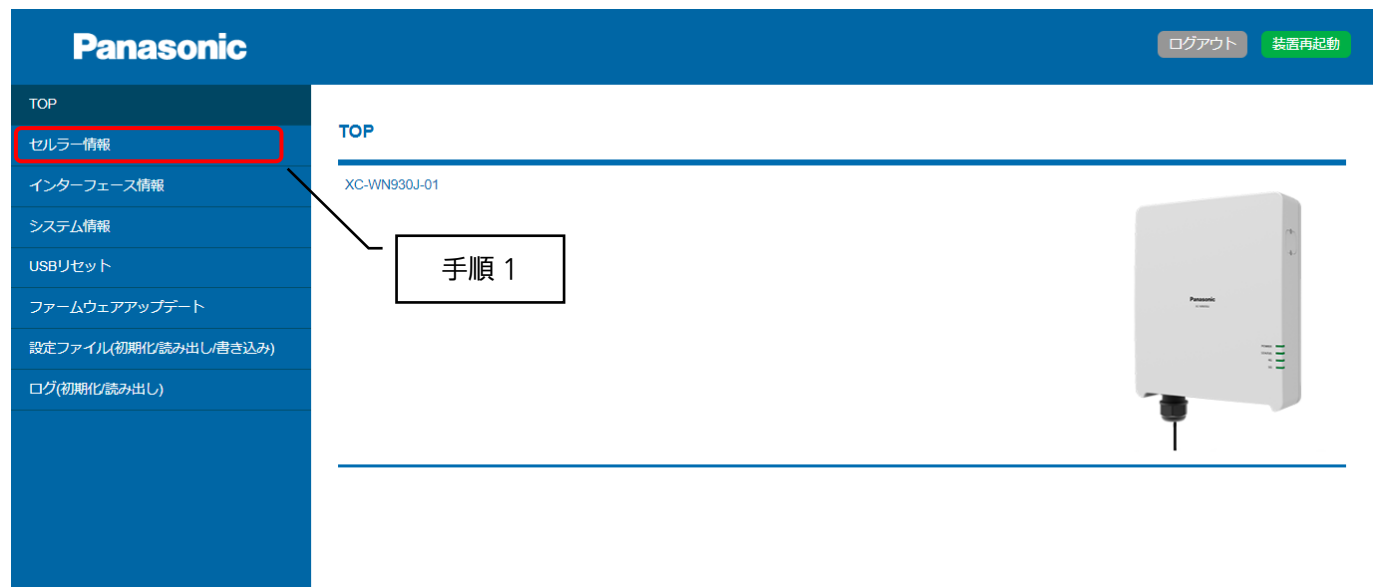 Panasonic
ログアウト
装置再起動
TOP
セルラー情報
インターフェース情報
システム情報
USBリセット
ファームウェアアップデート
設定ファイル(初期化/読み出し/書き込み)
ログ(初期化/読み出し)
TOP
XC-WN930J-01
手順 1
Panasonic